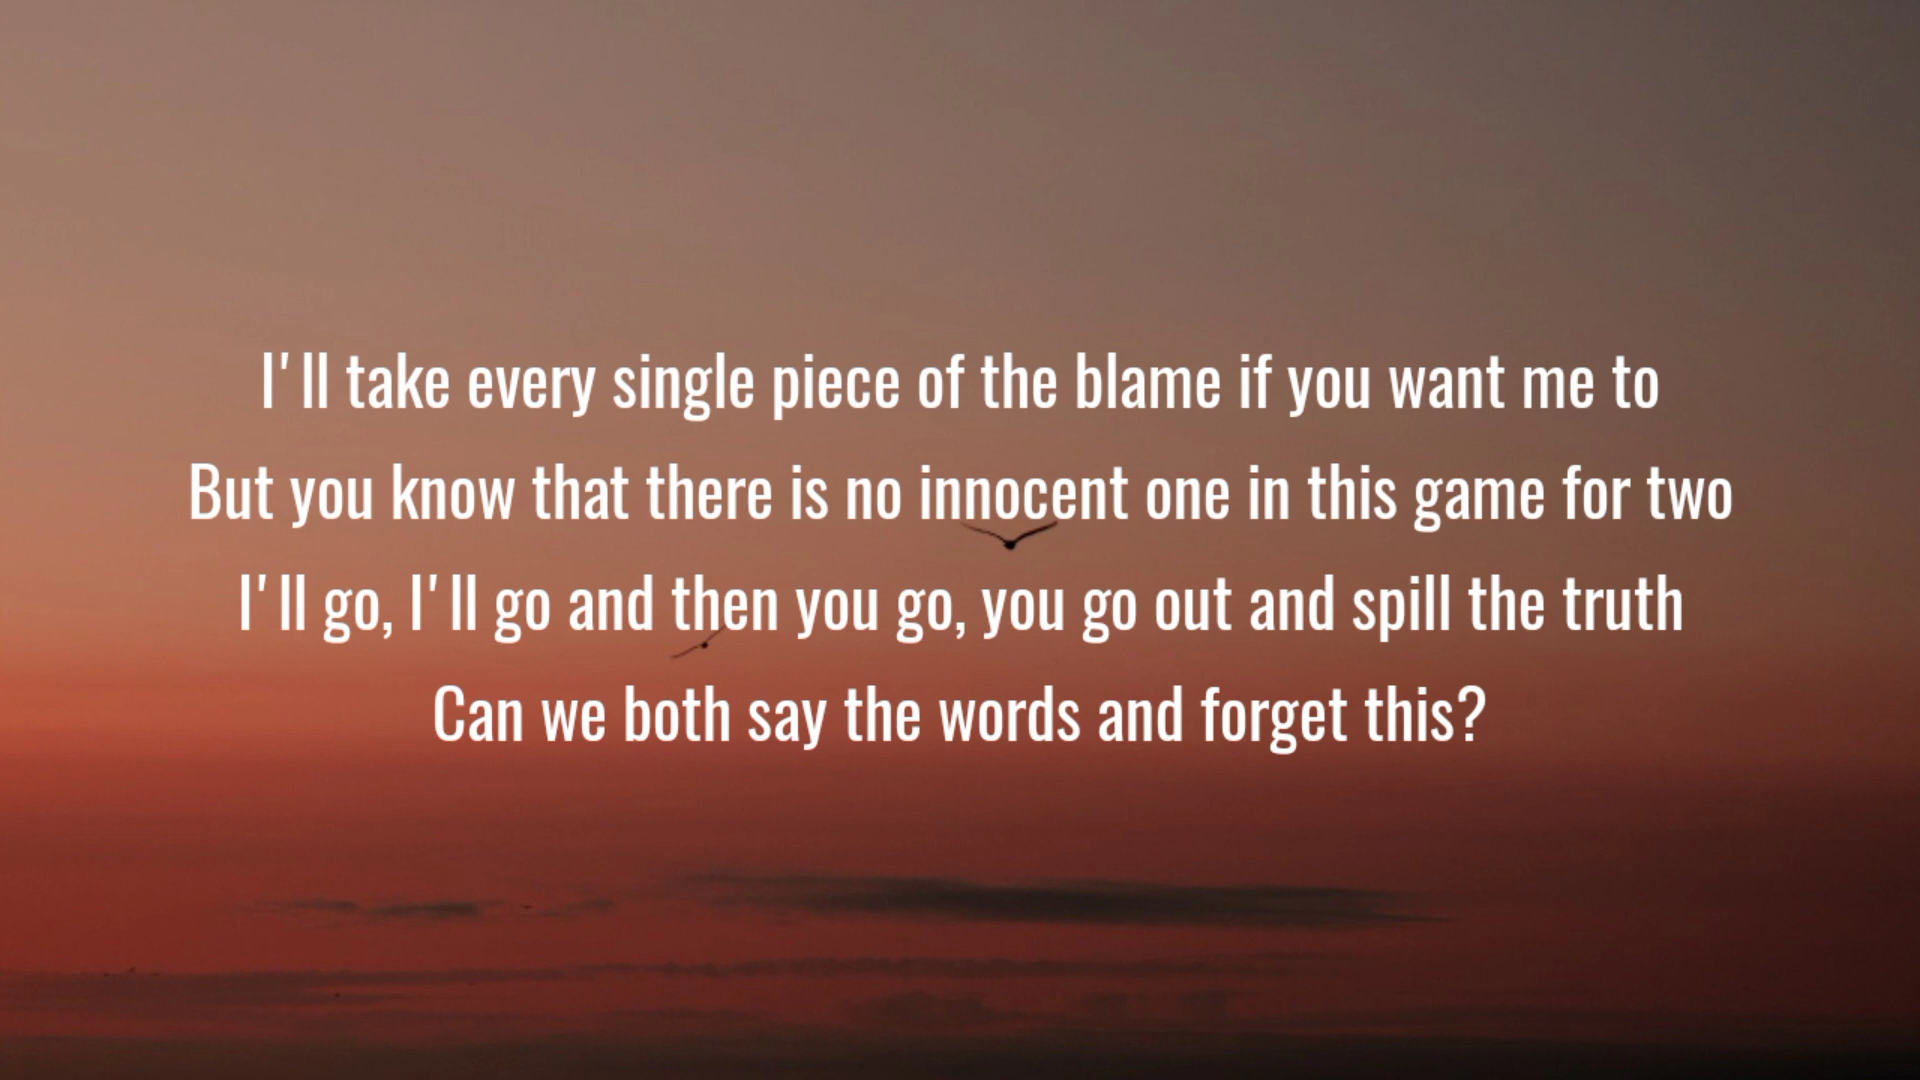 I'll take every single piece of the blame if you want me to
But you know that there is no innocent one in this game for two
I'll go, I'll go and then you go, you go out and spill the truth
Can we both say the words and forget this?